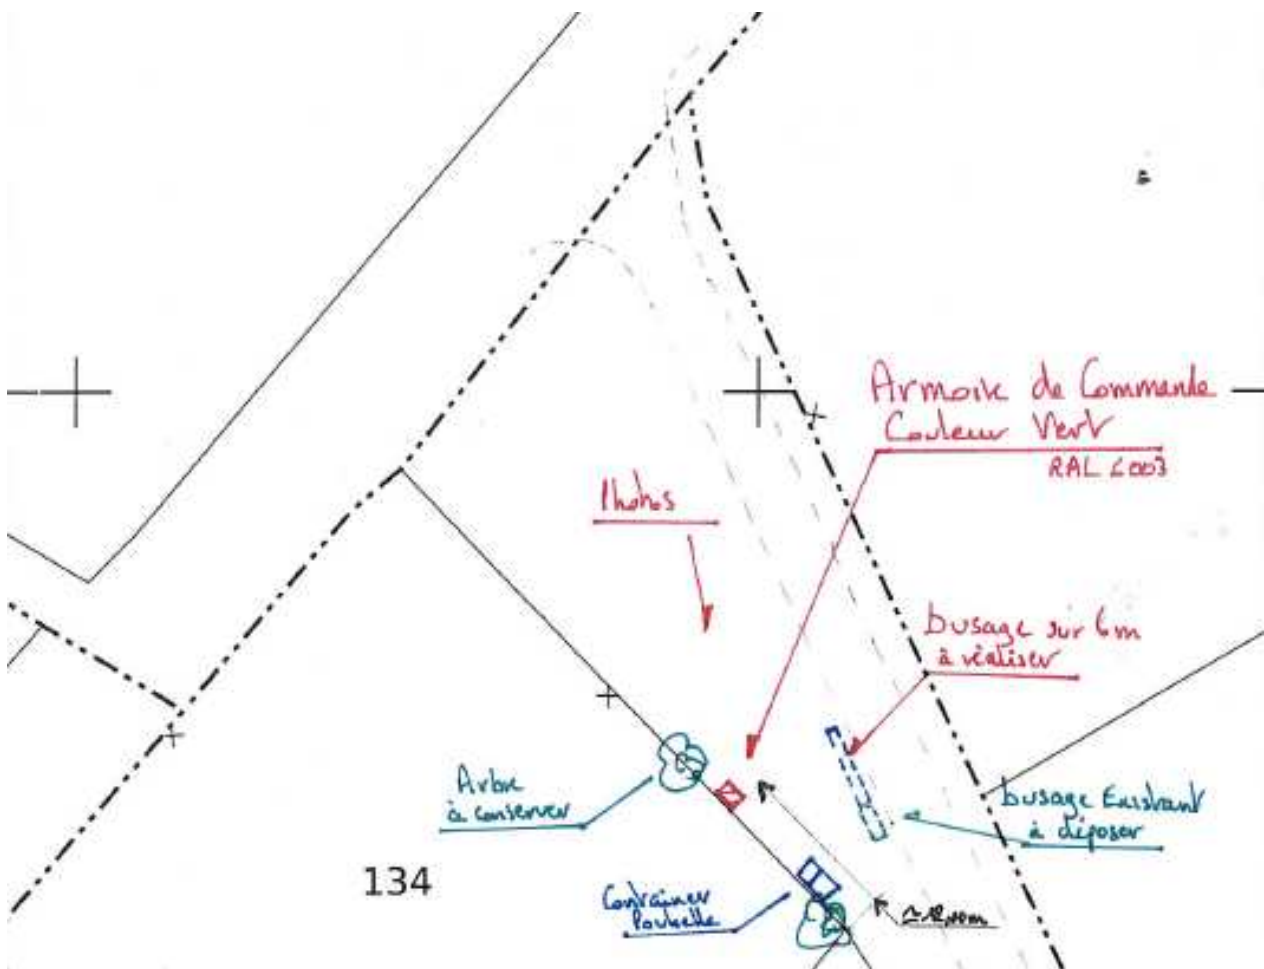 Armoire de Commande
Couleur Vert
RAL 6003
Photos
busage sur 6m
à réaliser
Arbre
à conserver
busage Existant
à déposer
134
Container
Poubelle